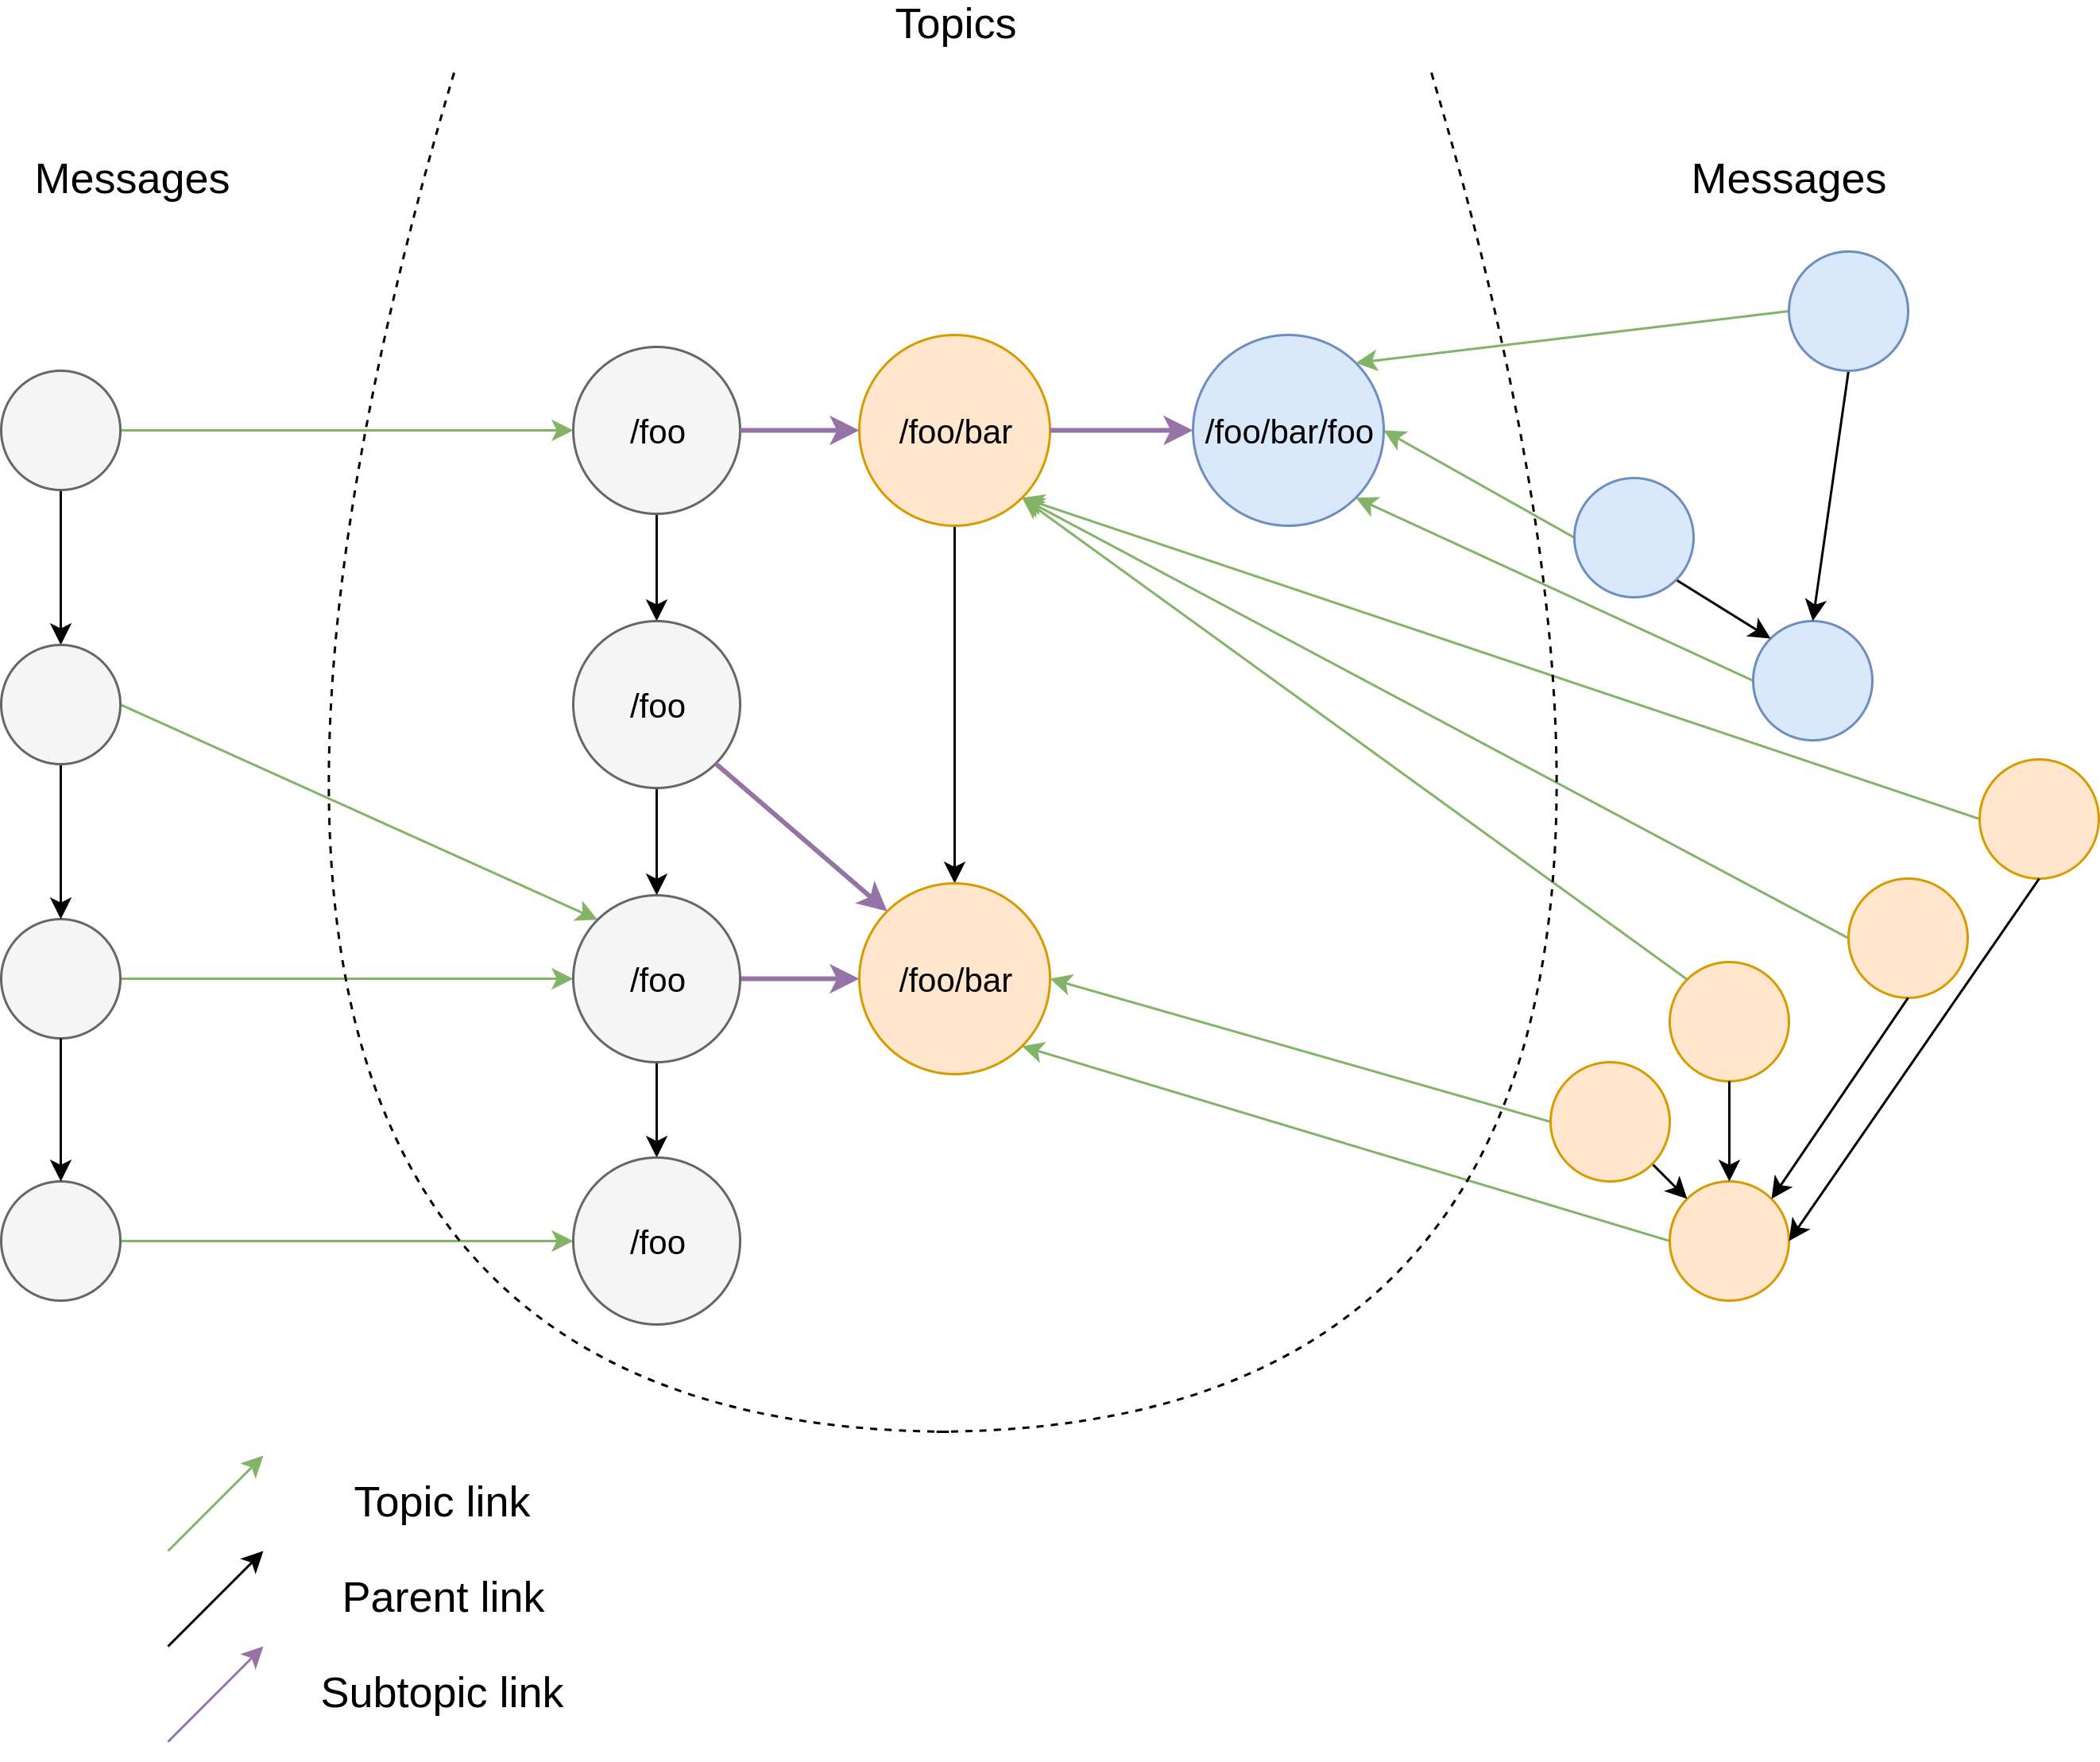 Topics
Messages
Messages
/foo
/foo/bar
/foo/bar/foo
/foo
/foo
/foo/bar
/foo
Topic link
Parent link
Subtopic link